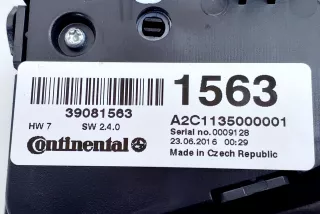 1563
39081563
A2C1135000001
HW 7 SW 2.4.0
Serial no.0009128
23.06.2016 00:29
Continental
Made in Czech Republic